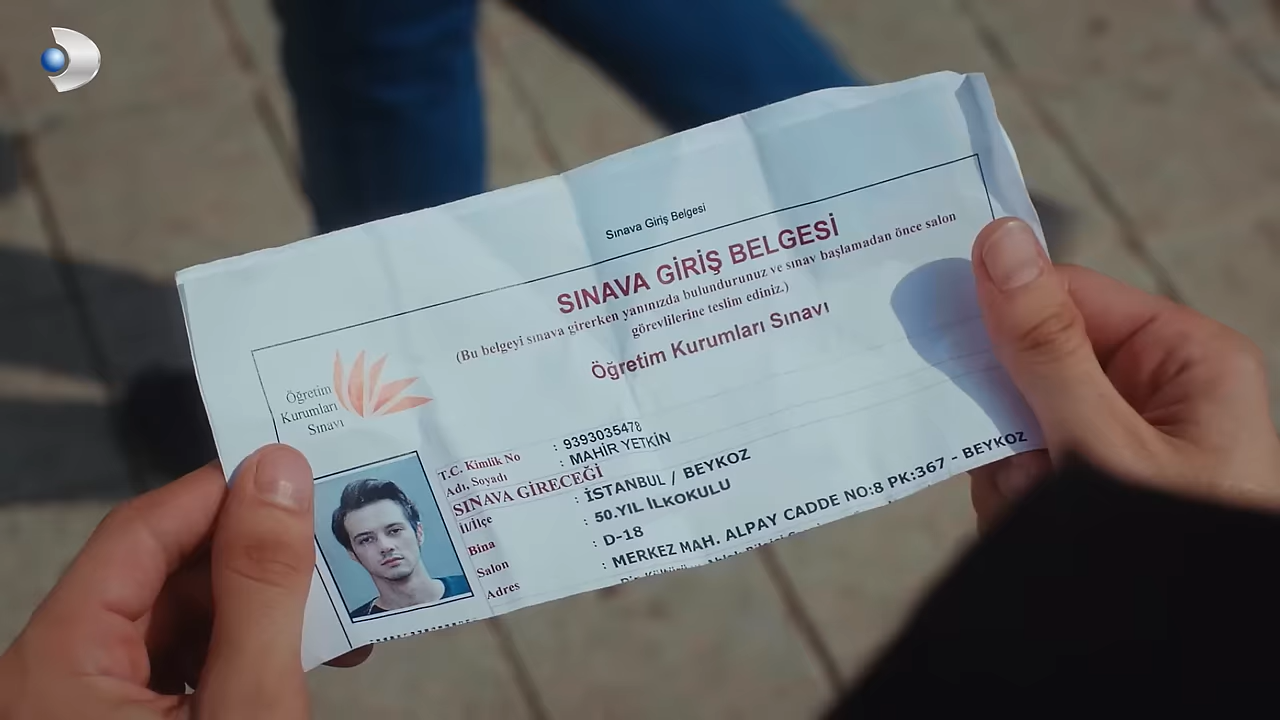 Sınava Giriş Belgesi
SINAVA GİRİŞ BELGESİ
(Bu belgeyi sınava girerken yanınızda bulundurunuz ve sınav başlamadan önce salon
görevlilerine teslim ediniz.)
Öğretim Kurumları Sınavı
Öğretim
Kurumları
Sınavı
T.C. Kimlik No : 9393035478
Adı, Soyadı : MAHİR YETKİN
SINAVA GİRECEĞİ
İl/İlçe : İSTANBUL / BEYKOZ
Bina : 50.YIL İLKOKULU
Salon : D-18
Adres : MERKEZ MAH. ALPAY CADDE NO:8 PK:367 - BEYKOZ